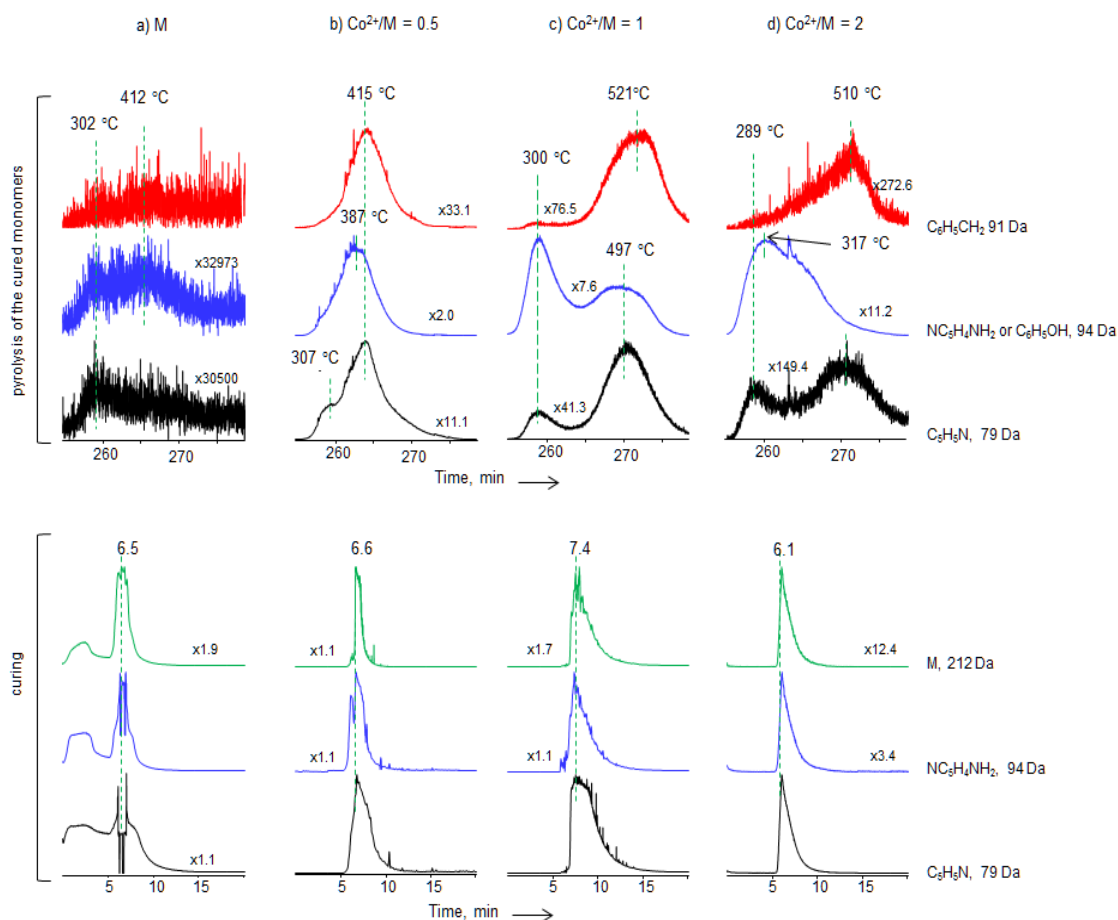 a) M
b) Co²⁺/M = 0.5
c) Co²⁺/M = 1
d) Co²⁺/M = 2
pyrolysis of the cured monomers
412 °C
302 °C
415 °C
521°C
510 °C
300 °C
289 °C
x33.1
x76.5
x272.6
C₆H₅CH₂ 91 Da
387 °C
497 °C
317 °C
x32973
x2.0
x7.6
x11.2
NC₅H₄NH₂ or C₆H₅OH, 94 Da
307 °C
x30500
x11.1
x41.3
x149.4
C₅H₅N, 79 Da
260 270
260 270
260 270
260 270
Time, min
curing
6.5
6.6
7.4
6.1
x1.9
x1.1
x1.7
x12.4
M, 212 Da
x1.1
x1.1
x3.4
NC₅H₄NH₂, 94 Da
x1.1
C₅H₅N, 79 Da
5 10 15
5 10 15
5 10 15
5 10 15
Time, min